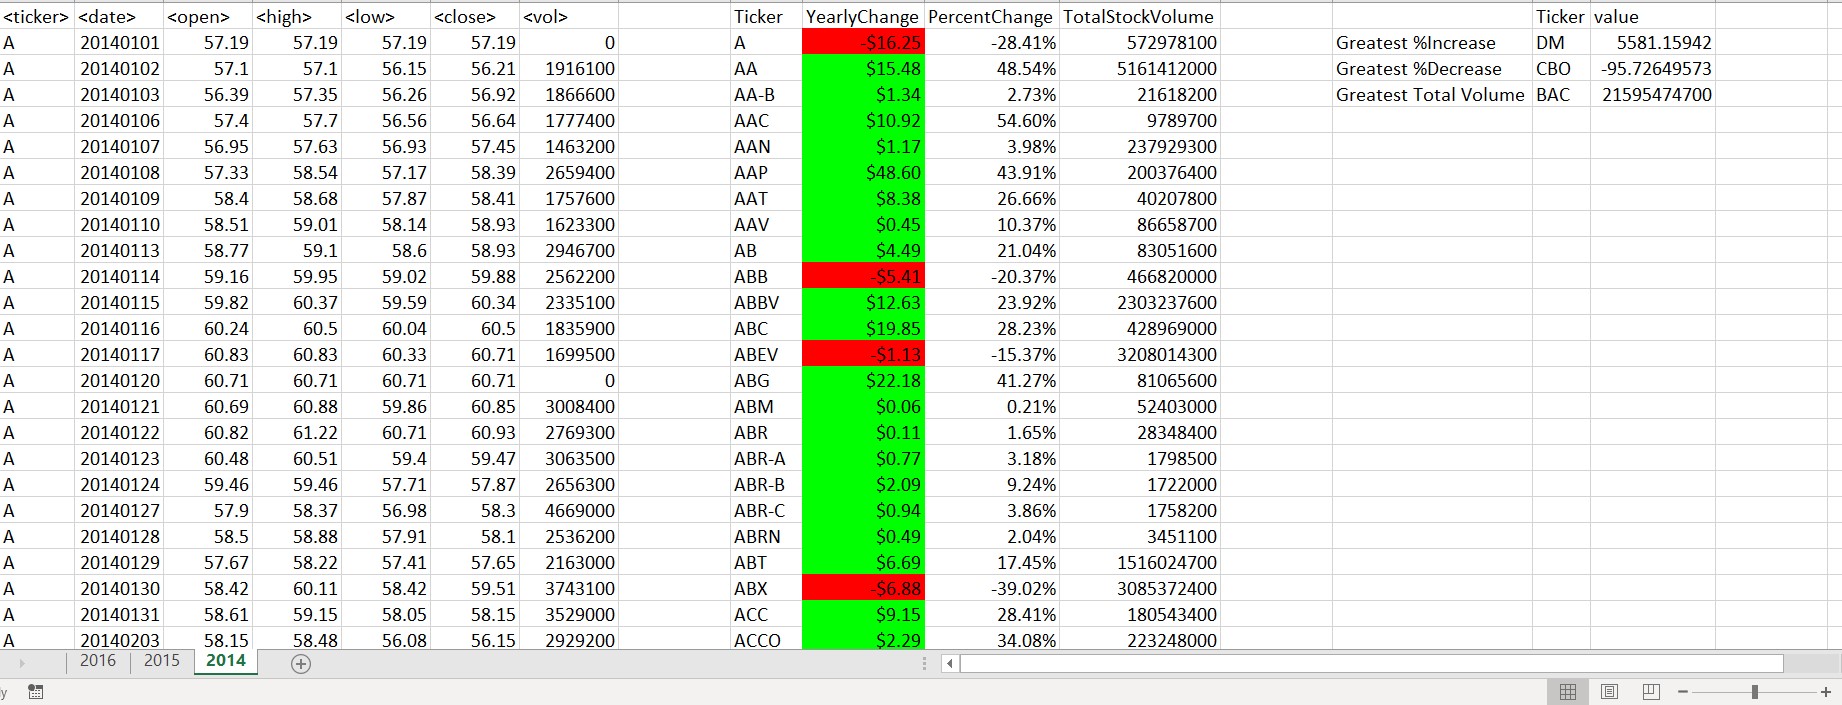 <ticker> <date> <open> <high> <low> <close> <vol> Ticker YearlyChange PercentChange TotalStockVolume Ticker value
A 20140101 57.19 57.19 57.19 57.19 0 A -$16.25 -28.41% 572978100 Greatest %Increase DM 5581.15942
A 20140102 57.1 57.1 56.15 56.21 1916100 AA $15.48 48.54% 5161412000 Greatest %Decrease CBO -95.72649573
A 20140103 56.39 57.35 56.26 56.92 1866600 AA-B $1.34 2.73% 21618200 Greatest Total Volume BAC 21595474700
A 20140106 57.4 57.7 56.56 56.64 1777400 AAC $10.92 54.60% 9789700
A 20140107 56.95 57.63 56.93 57.45 1463200 AAN $1.17 3.98% 237929300
A 20140108 57.33 58.54 57.17 58.39 2659400 AAP $48.60 43.91% 200376400
A 20140109 58.4 58.68 57.87 58.41 1757600 AAT $8.38 26.66% 40207800
A 20140110 58.51 59.01 58.14 58.93 1623300 AAV $0.45 10.37% 86658700
A 20140113 58.77 59.1 58.6 58.93 2946700 AB $4.49 21.04% 83051600
A 20140114 59.16 59.95 59.02 59.88 2562200 ABB -$5.41 -20.37% 466820000
A 20140115 59.82 60.37 59.59 60.34 2335100 ABBV $12.63 23.92% 2303237600
A 20140116 60.24 60.5 60.04 60.5 1835900 ABC $19.85 28.23% 428969000
A 20140117 60.83 60.83 60.33 60.71 1699500 ABEV -$1.13 -15.37% 3208014300
A 20140120 60.71 60.71 60.71 60.71 0 ABG $22.18 41.27% 81065600
A 20140121 60.69 60.88 59.86 60.85 3008400 ABM $0.06 0.21% 52403000
A 20140122 60.82 61.22 60.71 60.93 2769300 ABR $0.11 1.65% 28348400
A 20140123 60.48 60.51 59.4 59.47 3063500 ABR-A $0.77 3.18% 1798500
A 20140124 59.46 59.46 57.71 57.87 2656300 ABR-B $2.09 9.24% 1722000
A 20140127 57.9 58.37 56.98 58.3 4669000 ABR-C $0.94 3.86% 1758200
A 20140128 58.5 58.88 57.91 58.1 2536200 ABRN $0.49 2.04% 3451100
A 20140129 57.67 58.22 57.41 57.65 2163000 ABT $6.69 17.45% 1516024700
A 20140130 58.42 60.11 58.42 59.51 3743100 ABX -$6.88 -39.02% 3085372400
A 20140131 58.61 59.15 58.05 58.15 3529000 ACC $9.15 28.41% 180543400
A 20140203 58.15 58.48 56.08 56.15 2929200 ACCO $2.29 34.08% 223248000
2016 2015 2014
y